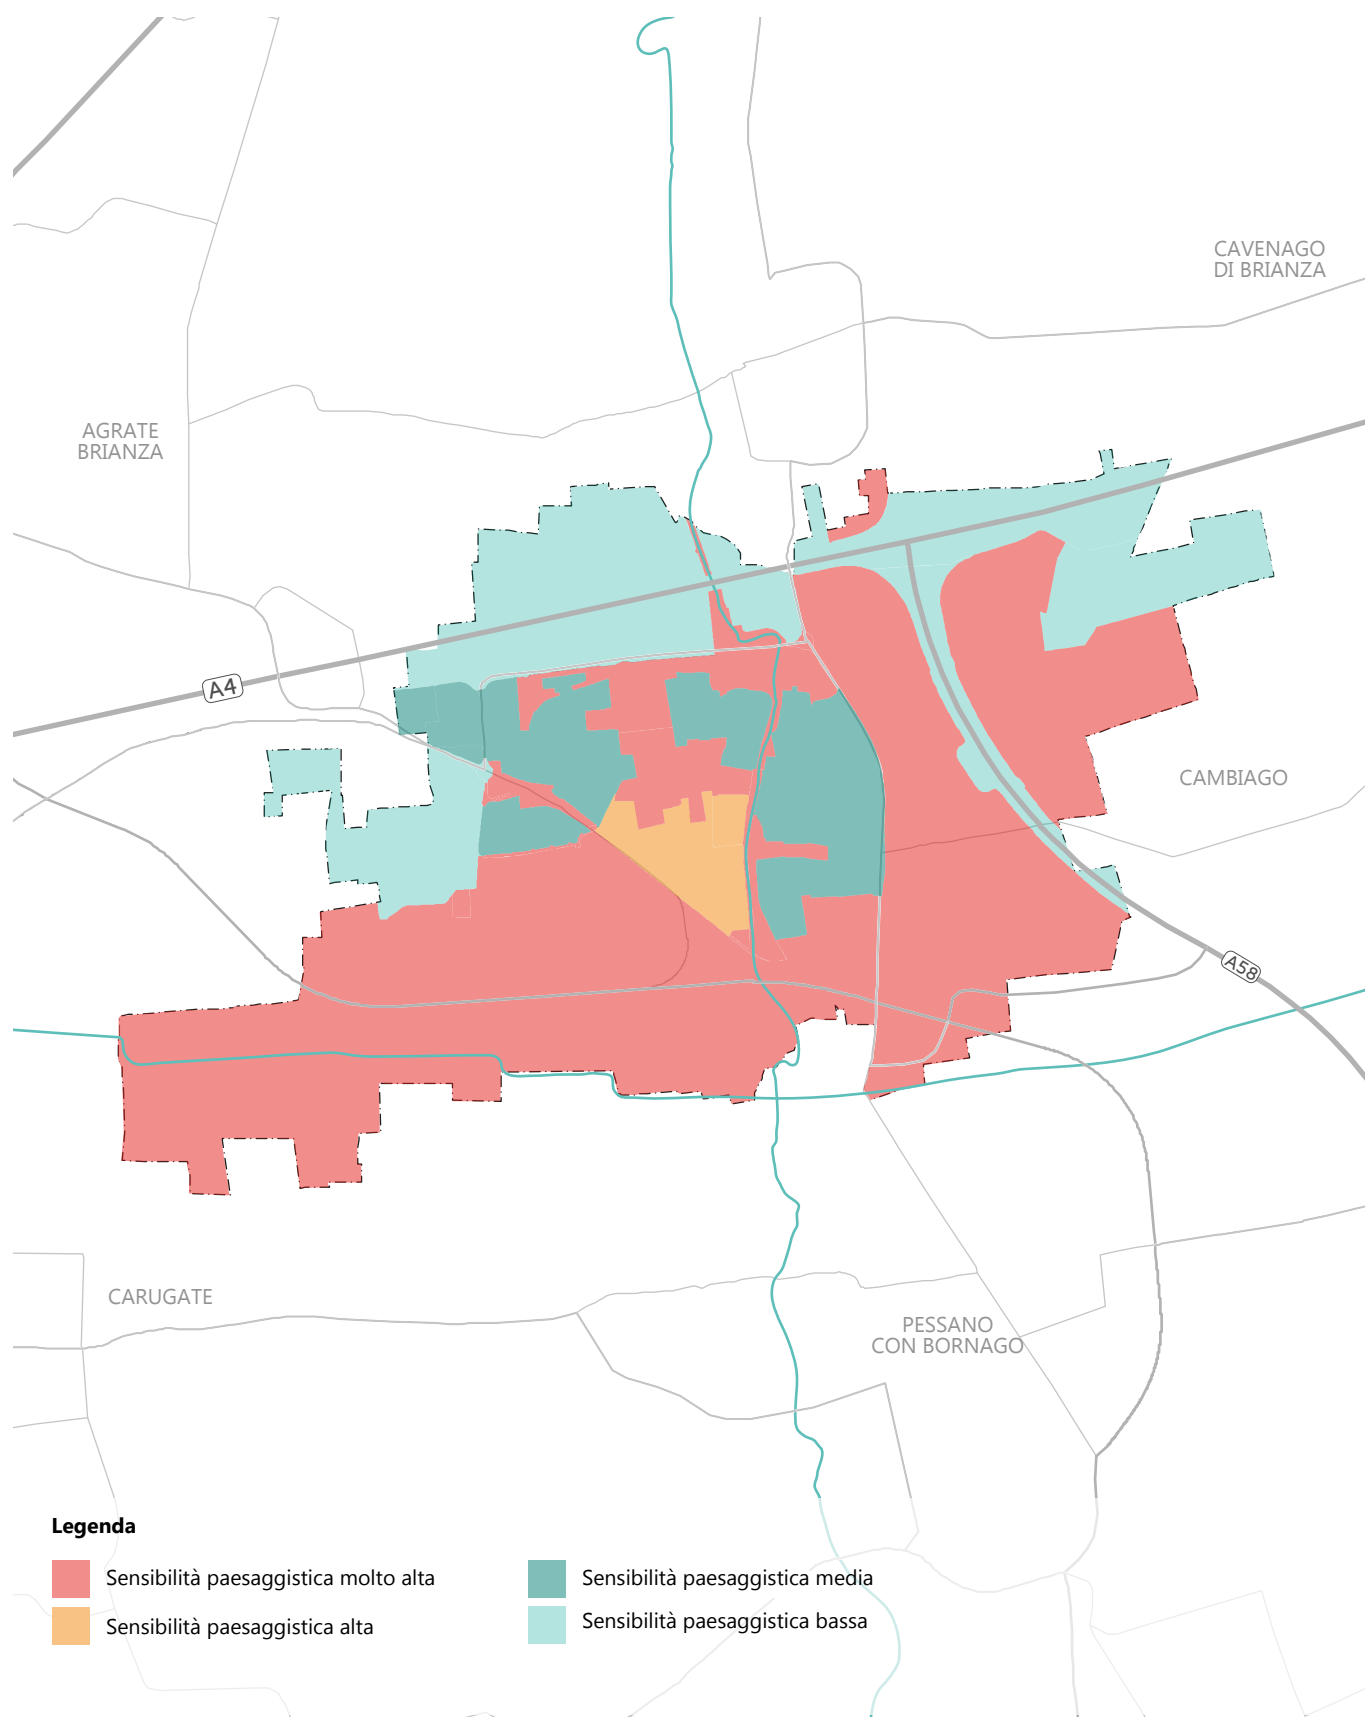 CAVENAGO
DI BRIANZA
AGRATE
BRIANZA
A4
CAMBIAGO
A58
CARUGATE
PESSANO
CON BORNAGO
Legenda
Sensibilità paesaggistica molto alta
Sensibilità paesaggistica alta
Sensibilità paesaggistica media
Sensibilità paesaggistica bassa